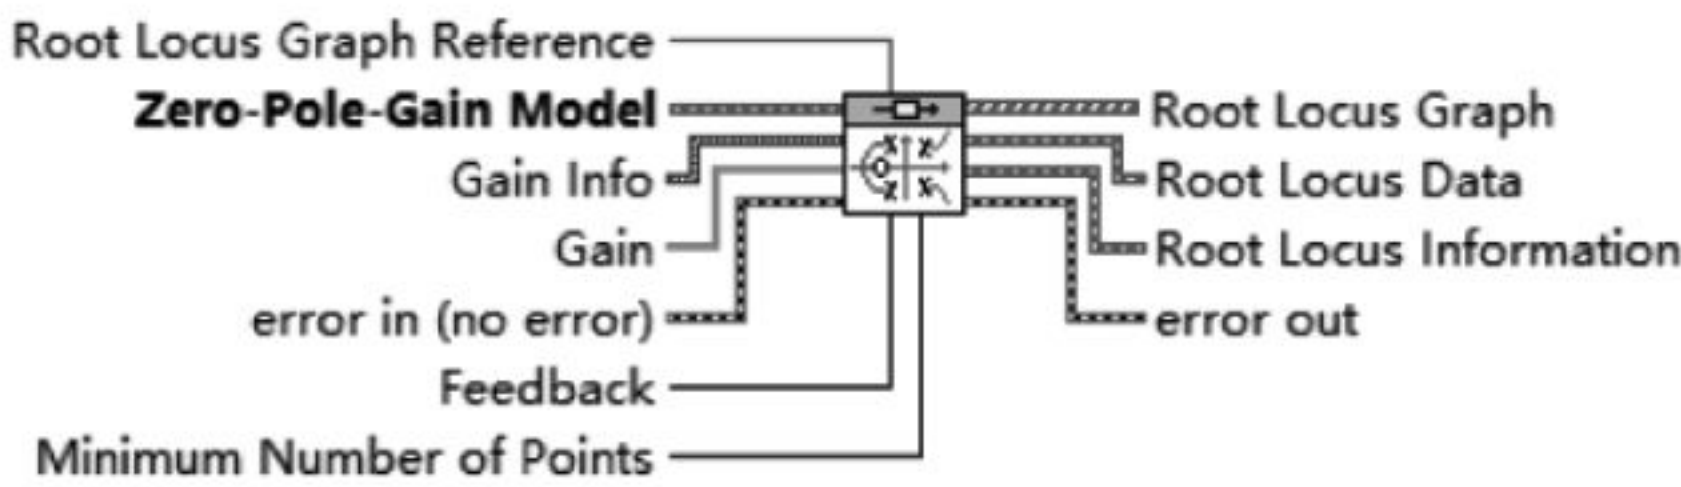 Root Locus Graph Reference
Zero-Pole-Gain Model
Root Locus Graph
Gain Info
Root Locus Data
Gain
Root Locus Information
error in (no error)
error out
Feedback
Minimum Number of Points